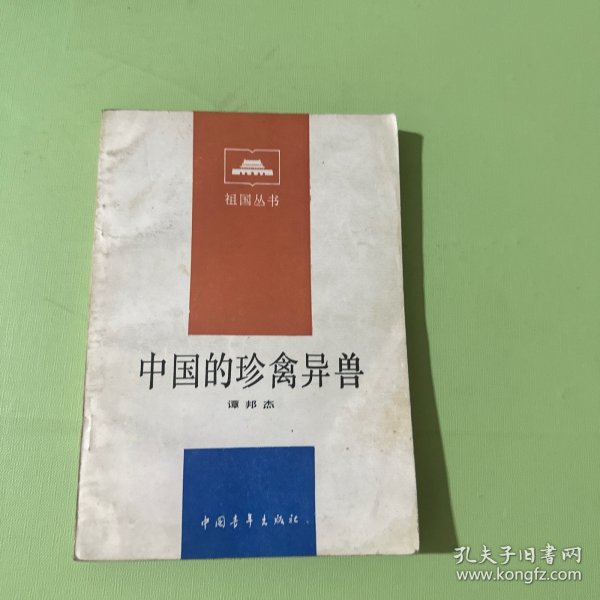 祖国丛书
中国的珍禽异兽
谭邦杰
中国青年出版社
孔夫子旧书网
www.kongfz.com